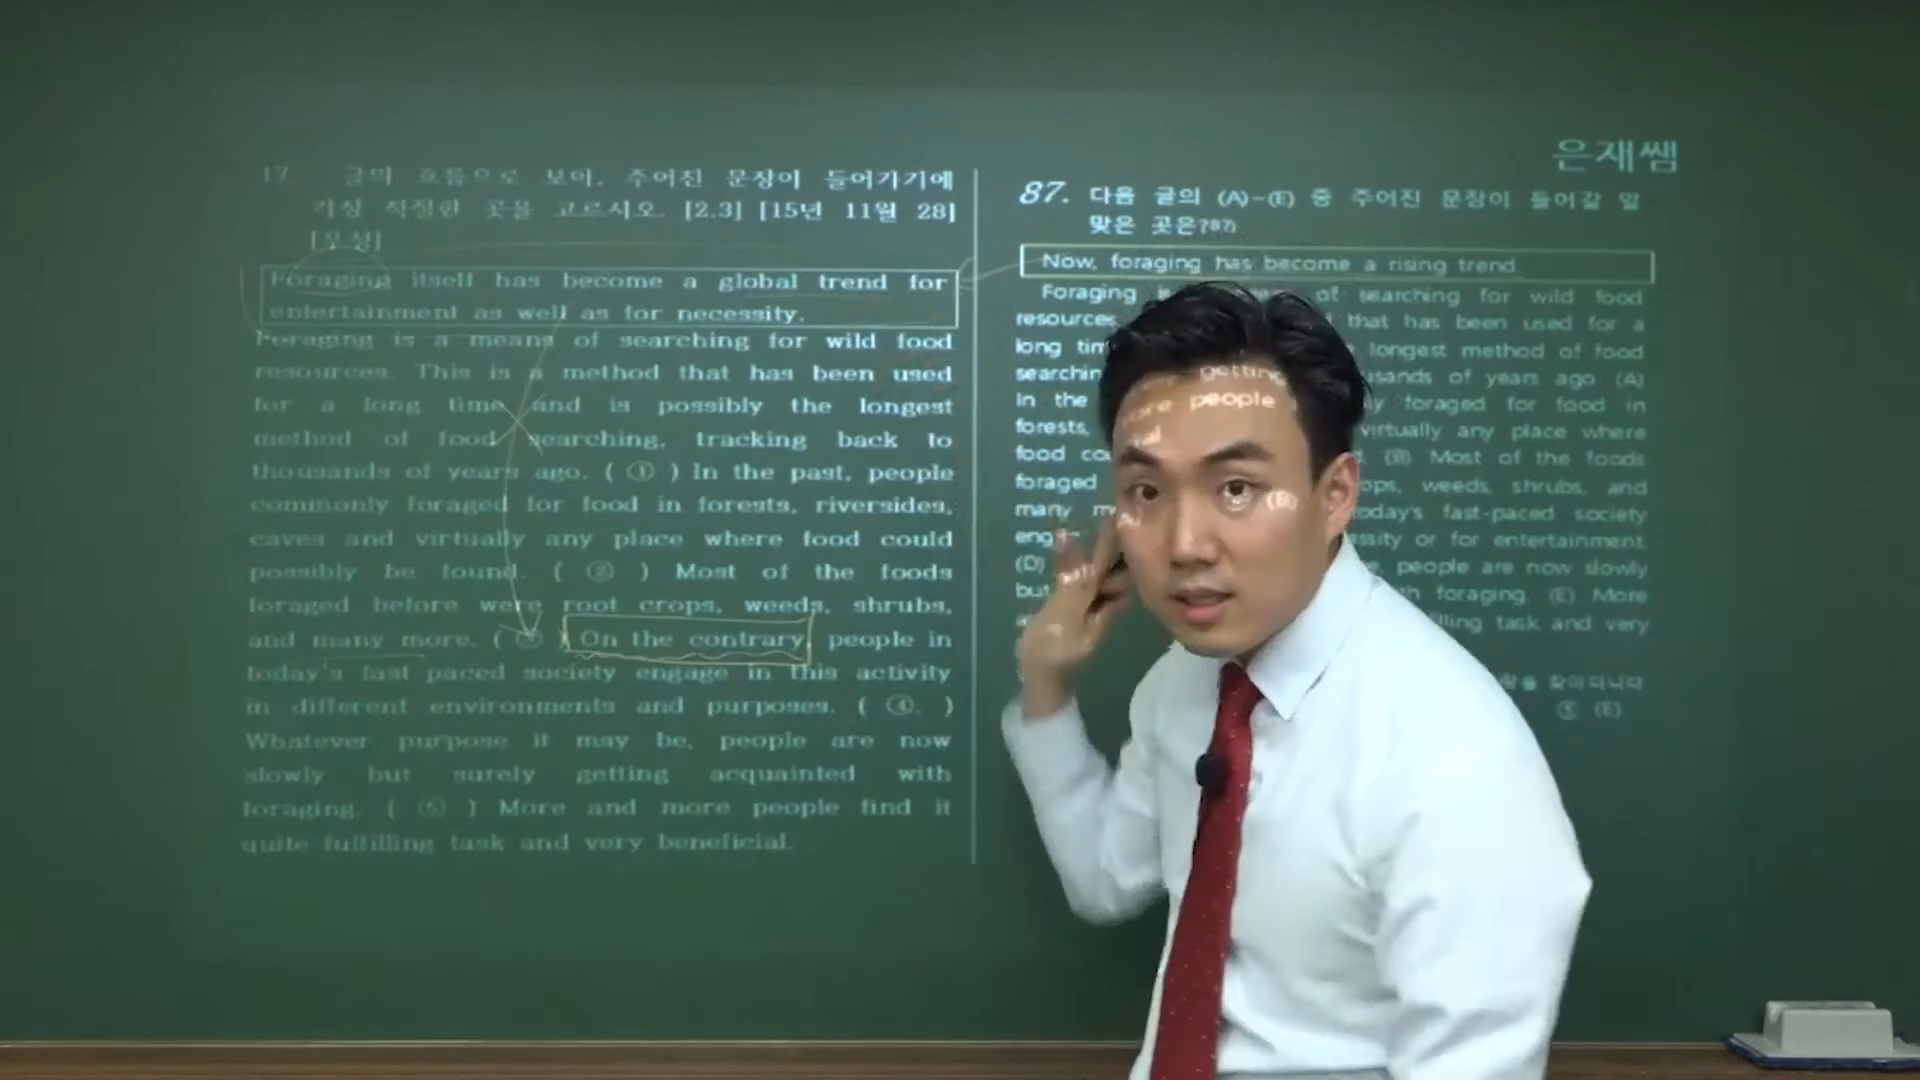 17. 글의 흐름으로 보아, 주어진 문장이 들어가기에
가장 적절한 곳을 고르시오. [2.3] [15년 11월 28]
[우성]
Foraging itself has become a global trend for
entertainment as well as for necessity.
Foraging is a means of searching for wild food
resources. This is a method that has been used
for a long time and is possibly the longest
method of food searching, tracking back to
thousands of years ago. ( ① ) In the past, people
commonly foraged for food in forests, riversides,
caves and virtually any place where food could
possibly be found. ( ② ) Most of the foods
foraged before were root crops, weeds, shrubs,
and many more. ( ③ ) On the contrary, people in
today's fast paced society engage in this activity
in different environments and purposes. ( ④. )
Whatever purpose it may be, people are now
slowly but surely getting acquainted with
foraging. ( ⑤ ) More and more people find it
quite fulfilling task and very beneficial.
은재쌤
87. 다음 글의 (A)-(E) 중 주어진 문장이 들어갈 알
맞은 곳은?87)
Now, foraging has become a rising trend.
Foraging of searching for wild food
resources that has been used for a
long longest method of food
of years ago. (A)
In the foraged for food in
forests, virtually any place where
food (B) Most of the foods
foraged weeds, shrubs, and
many today's fast-paced society
or for entertainment.
(D) people are now slowly
but foraging. (E) More
task and very
찾아다니다
⑤ (E)
getting
people
(E)